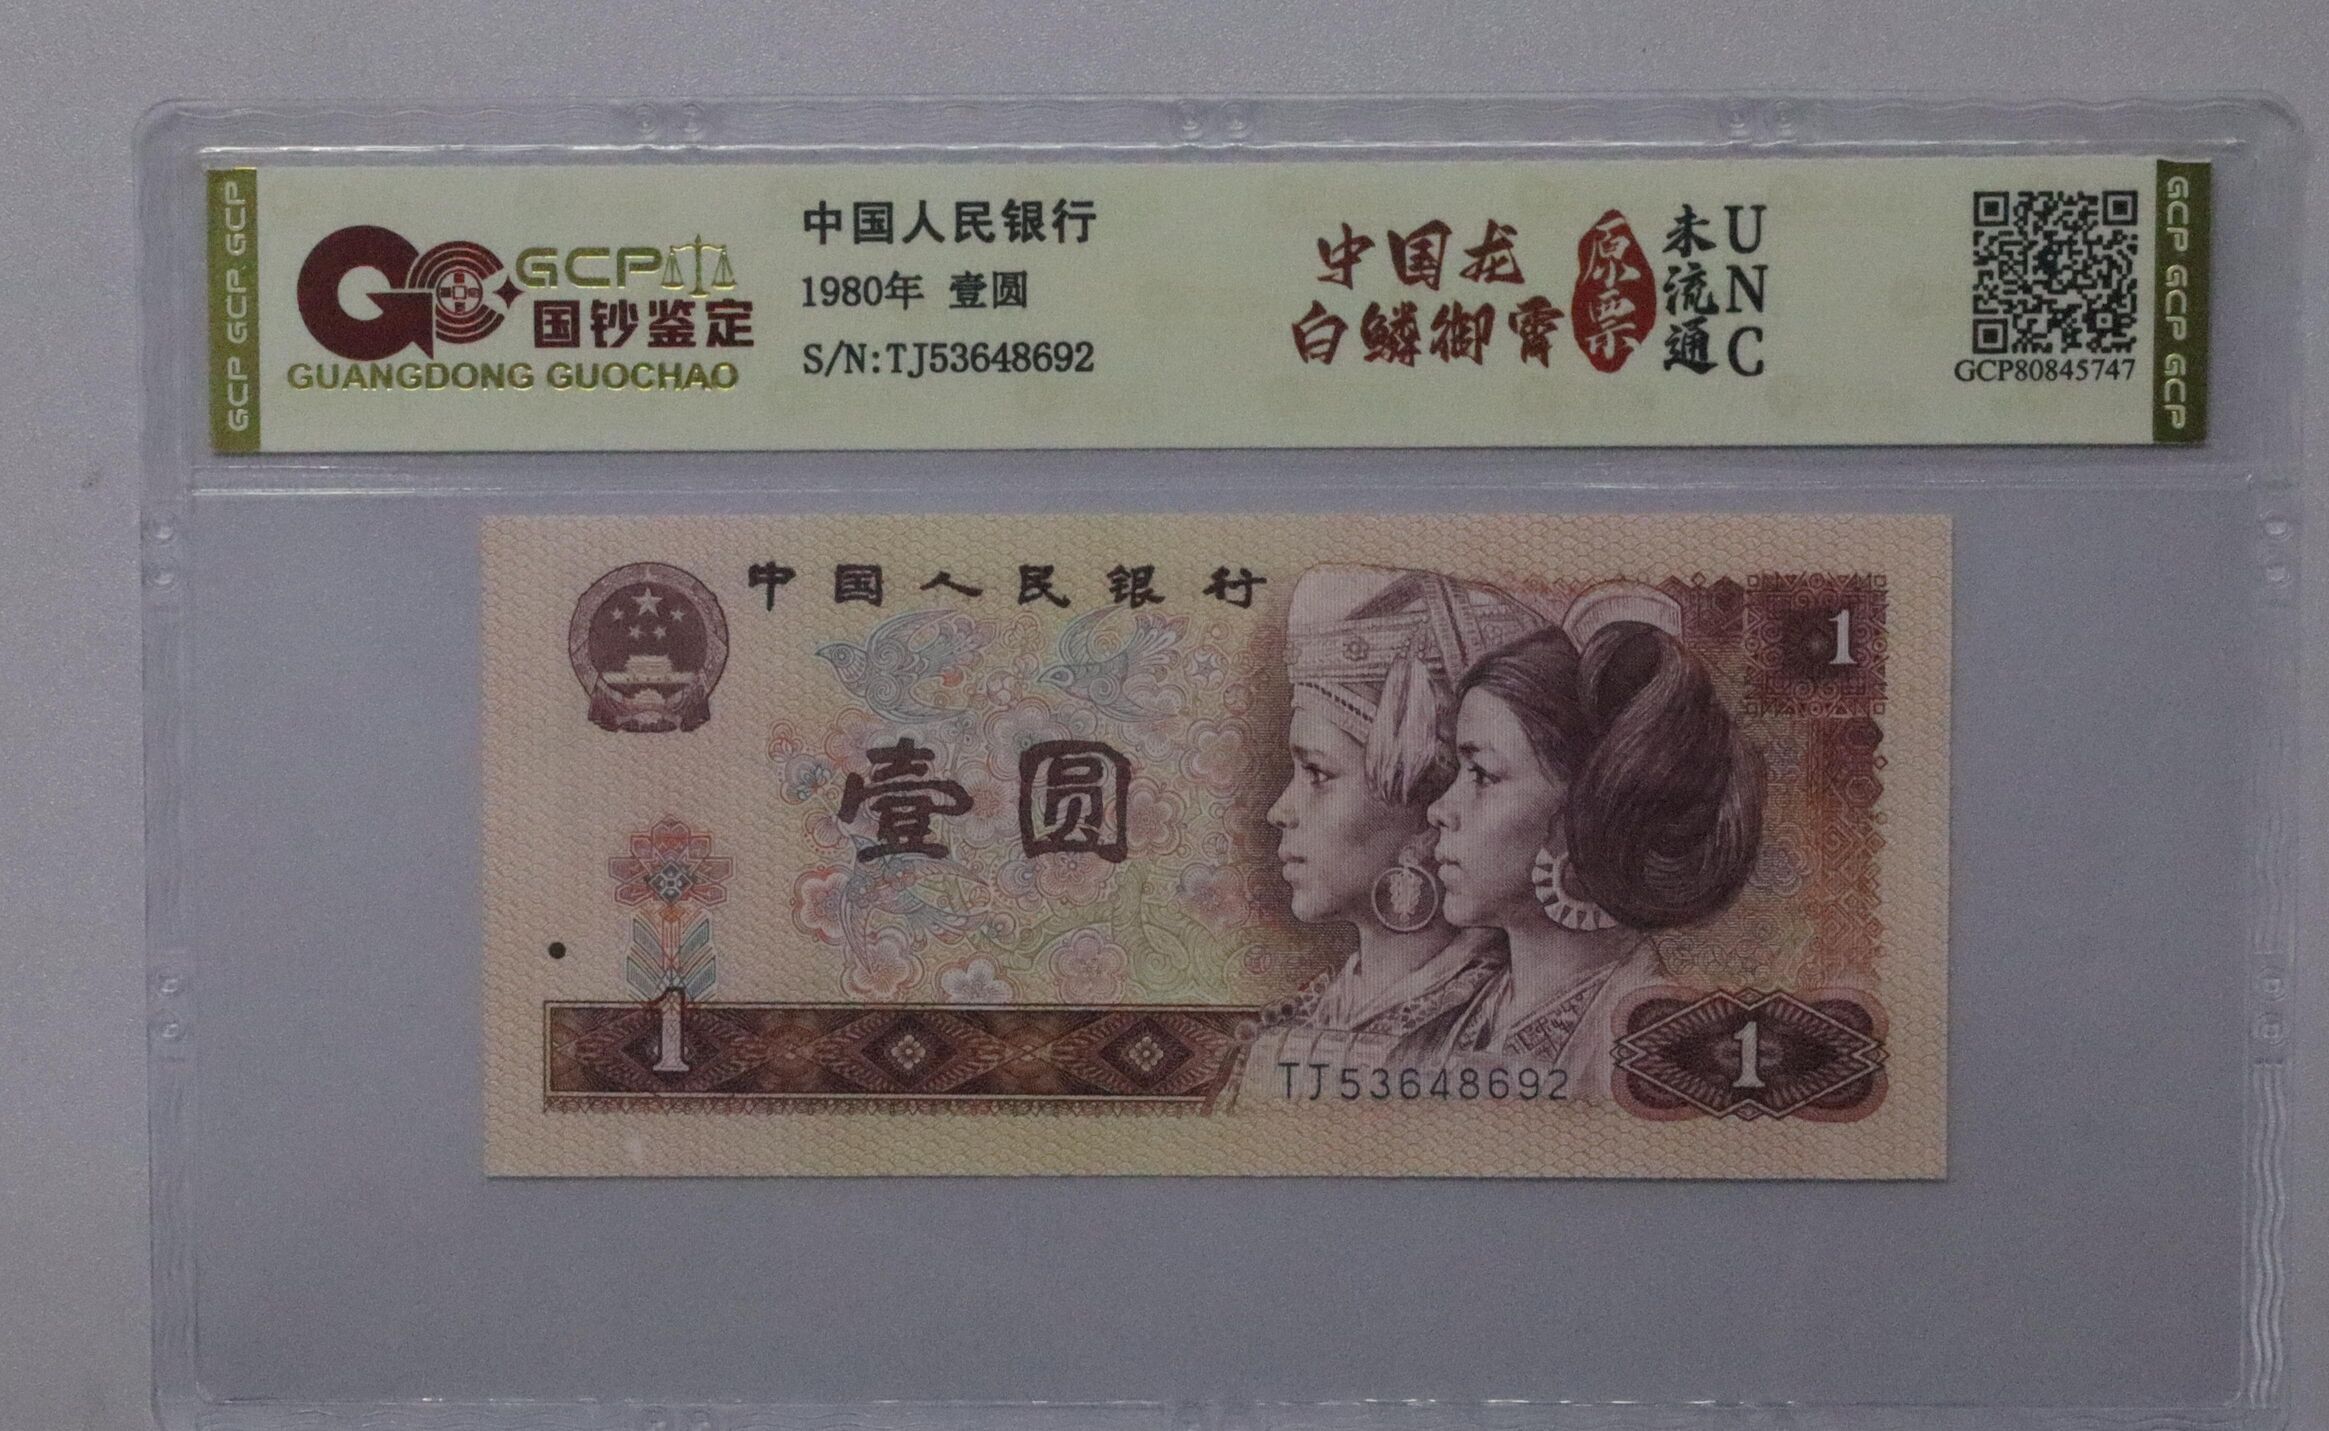 GCP GCP GCP
GCP
国钞鉴定
GUANGDONG GUOCHAO
中国人民银行
1980年 壹圆
S/N:TJ53648692
中国龙
白鳞御霄
原票
未流通
UNC
GCP80845747
GCP GCP GCP
中国人民银行
1
壹圆
1
1
TJ53648692